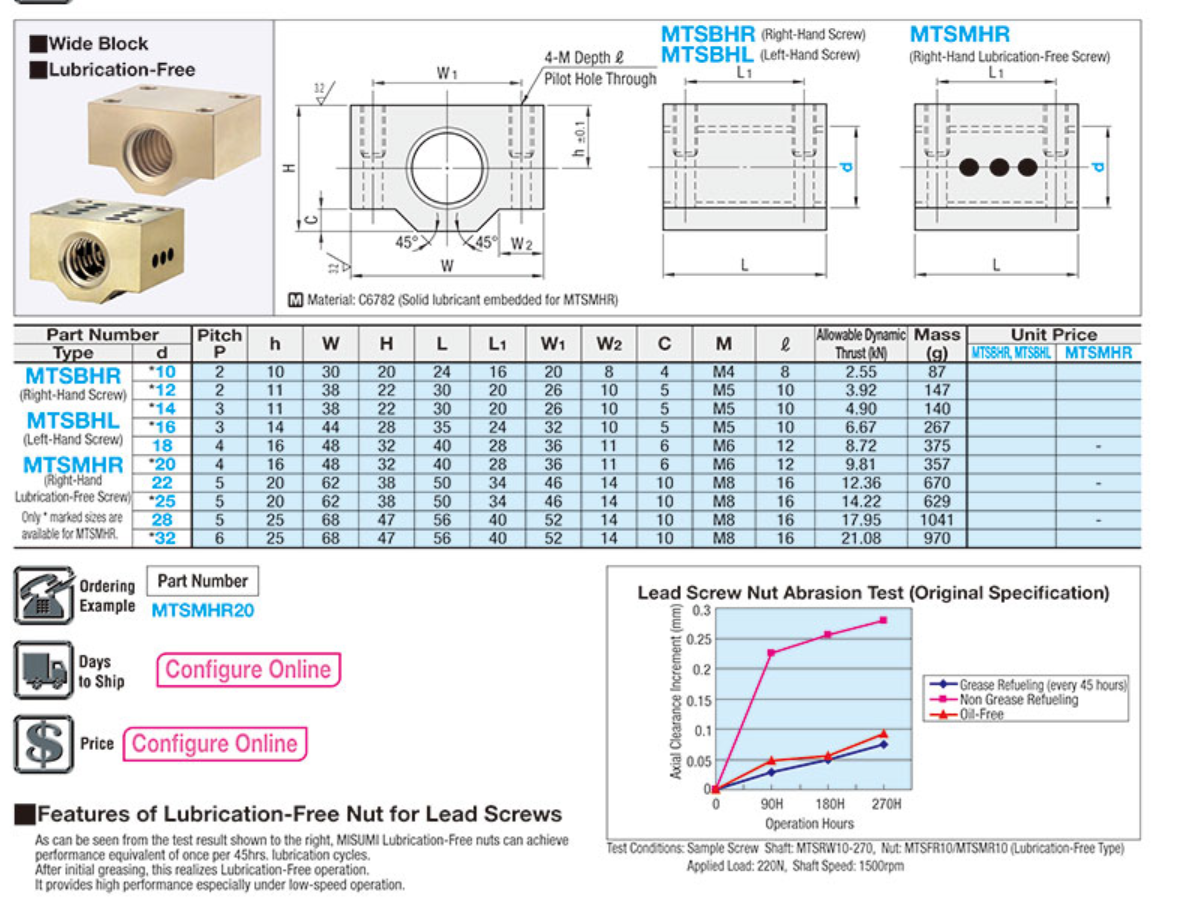 ■Wide Block
■Lubrication-Free
MTSBHR (Right-Hand Screw)
MTSBHL (Left-Hand Screw)
MTSMHR
(Right-Hand Lubrication-Free Screw)
4-M Depth ℓ
Pilot Hole Through
W1
L1
L1
3.2
H
h ±0.1
d
d
C
45°
45°
W2
3.2
W
L
L
M Material: C6782 (Solid lubricant embedded for MTSMHR)
Part Number Pitch P h W H L L1 W1 W2 C M ℓ Allowable Dynamic Thrust (kN) Mass (g) Unit Price
Type d MTSBHR, MTSBHL MTSMHR
MTSBHR
(Right-Hand Screw)
MTSBHL
(Left-Hand Screw)
MTSMHR
(Right-Hand
Lubrication-Free Screw)
Only * marked sizes are
available for MTSMHR.
*10 2 10 30 20 24 16 20 8 4 M4 8 2.55 87
*12 2 11 38 22 30 20 26 10 5 M5 10 3.92 147
*14 3 11 38 22 30 20 26 10 5 M5 10 4.90 140
*16 3 14 44 28 35 24 32 10 5 M5 10 6.67 267
18 4 16 48 32 40 28 36 11 6 M6 12 8.72 375 -
*20 4 16 48 32 40 28 36 11 6 M6 12 9.81 357
22 5 20 62 38 50 34 46 14 10 M8 16 12.36 670 -
*25 5 20 62 38 50 34 46 14 10 M8 16 14.22 629
28 5 25 68 47 56 40 52 14 10 M8 16 17.95 1041 -
*32 6 25 68 47 56 40 52 14 10 M8 16 21.08 970
Ordering
Example
Part Number
MTSMHR20
Days
to Ship
Configure Online
$
Price
Configure Online
■Features of Lubrication-Free Nut for Lead Screws
As can be seen from the test result shown to the right, MISUMI Lubrication-Free nuts can achieve
performance equivalent of once per 45hrs. lubrication cycles.
After initial greasing, this realizes Lubrication-Free operation.
It provides high performance especially under low-speed operation.
Lead Screw Nut Abrasion Test (Original Specification)
Axial Clearance Increment (mm)
0.3
0.25
0.2
0.15
0.1
0.05
0
0 90H 180H 270H
Operation Hours
Grease Refueling (every 45 hours)
Non Grease Refueling
Oil-Free
Test Conditions: Sample Screw Shaft: MTSRW10-270, Nut: MTSFR10/MTSMR10 (Lubrication-Free Type)
Applied Load: 220N, Shaft Speed: 1500rpm